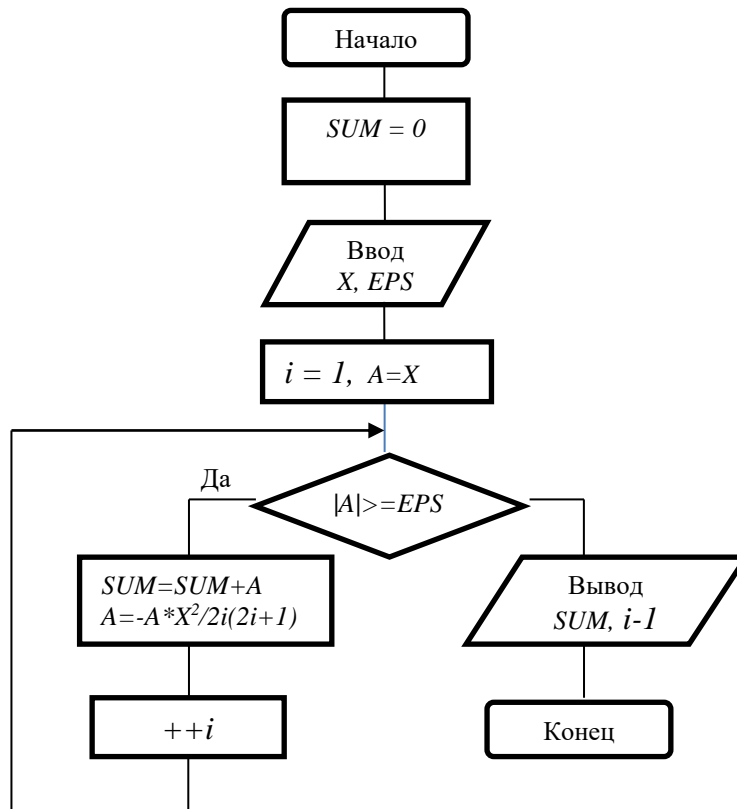 Начало
SUM = 0
Ввод
X, EPS
i = 1, A=X
Да
|A|>=EPS
SUM=SUM+A
A=-A*X²/2i(2i+1)
Вывод
SUM, i-1
++i
Конец